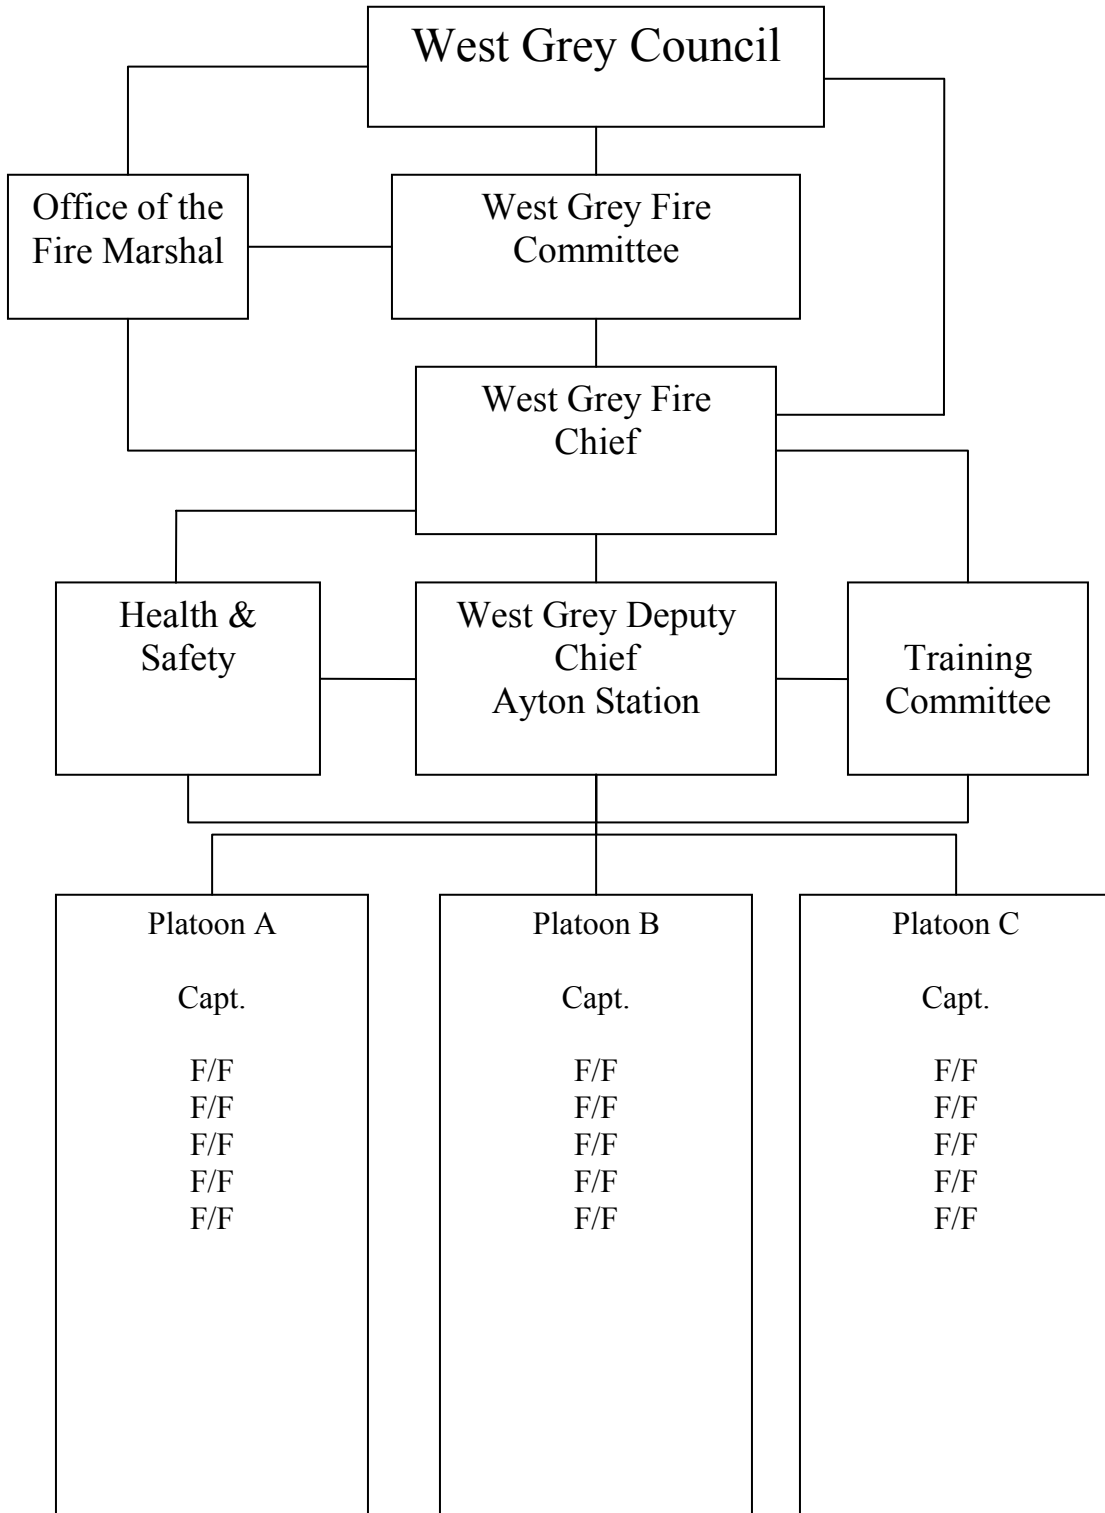 West Grey Council
Office of the
Fire Marshal
West Grey Fire
Committee
West Grey Fire
Chief
Health &
Safety
West Grey Deputy
Chief
Ayton Station
Training
Committee
Platoon A
Capt.
F/F
F/F
F/F
F/F
F/F
Platoon B
Capt.
F/F
F/F
F/F
F/F
F/F
Platoon C
Capt.
F/F
F/F
F/F
F/F
F/F